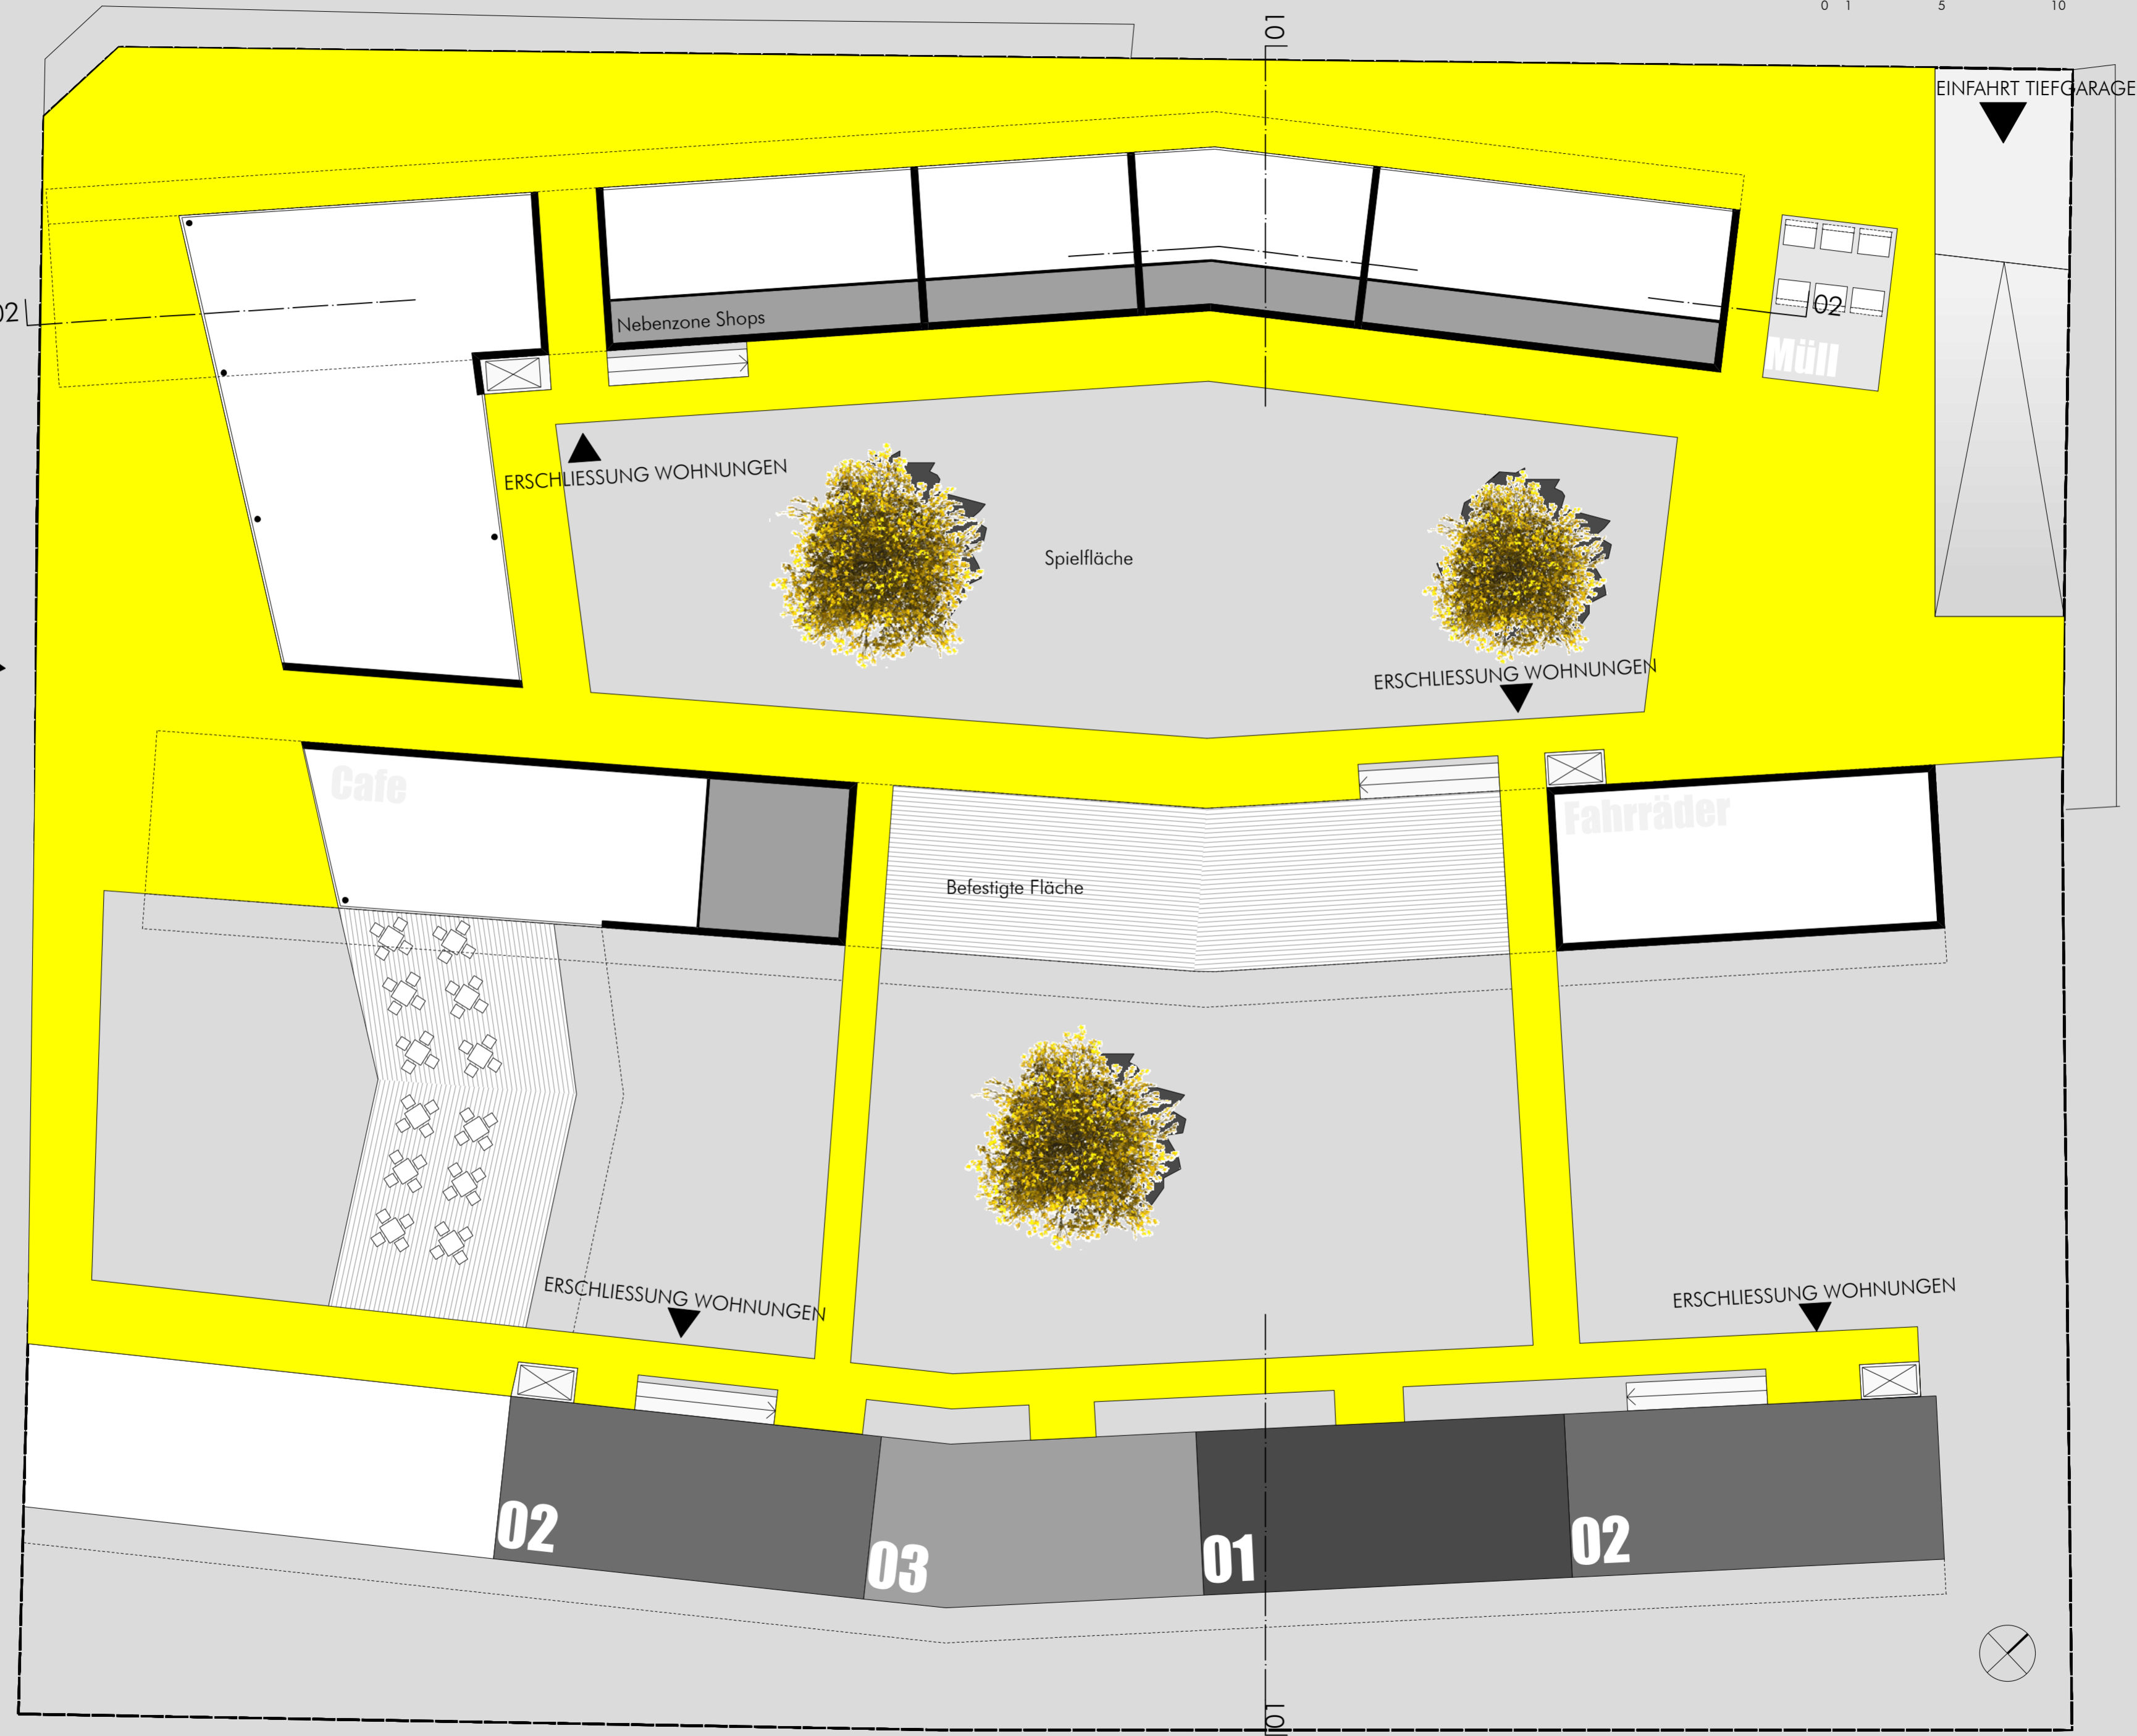 0 1 5 10
01
EINFAHRT TIEFGARAGE
02
02
Nebenzone Shops
Müll
ERSCHLIESSUNG WOHNUNGEN
Spielfläche
ERSCHLIESSUNG WOHNUNGEN
Cafe
Fahrräder
Befestigte Fläche
ERSCHLIESSUNG WOHNUNGEN
ERSCHLIESSUNG WOHNUNGEN
02
03
01
02
01